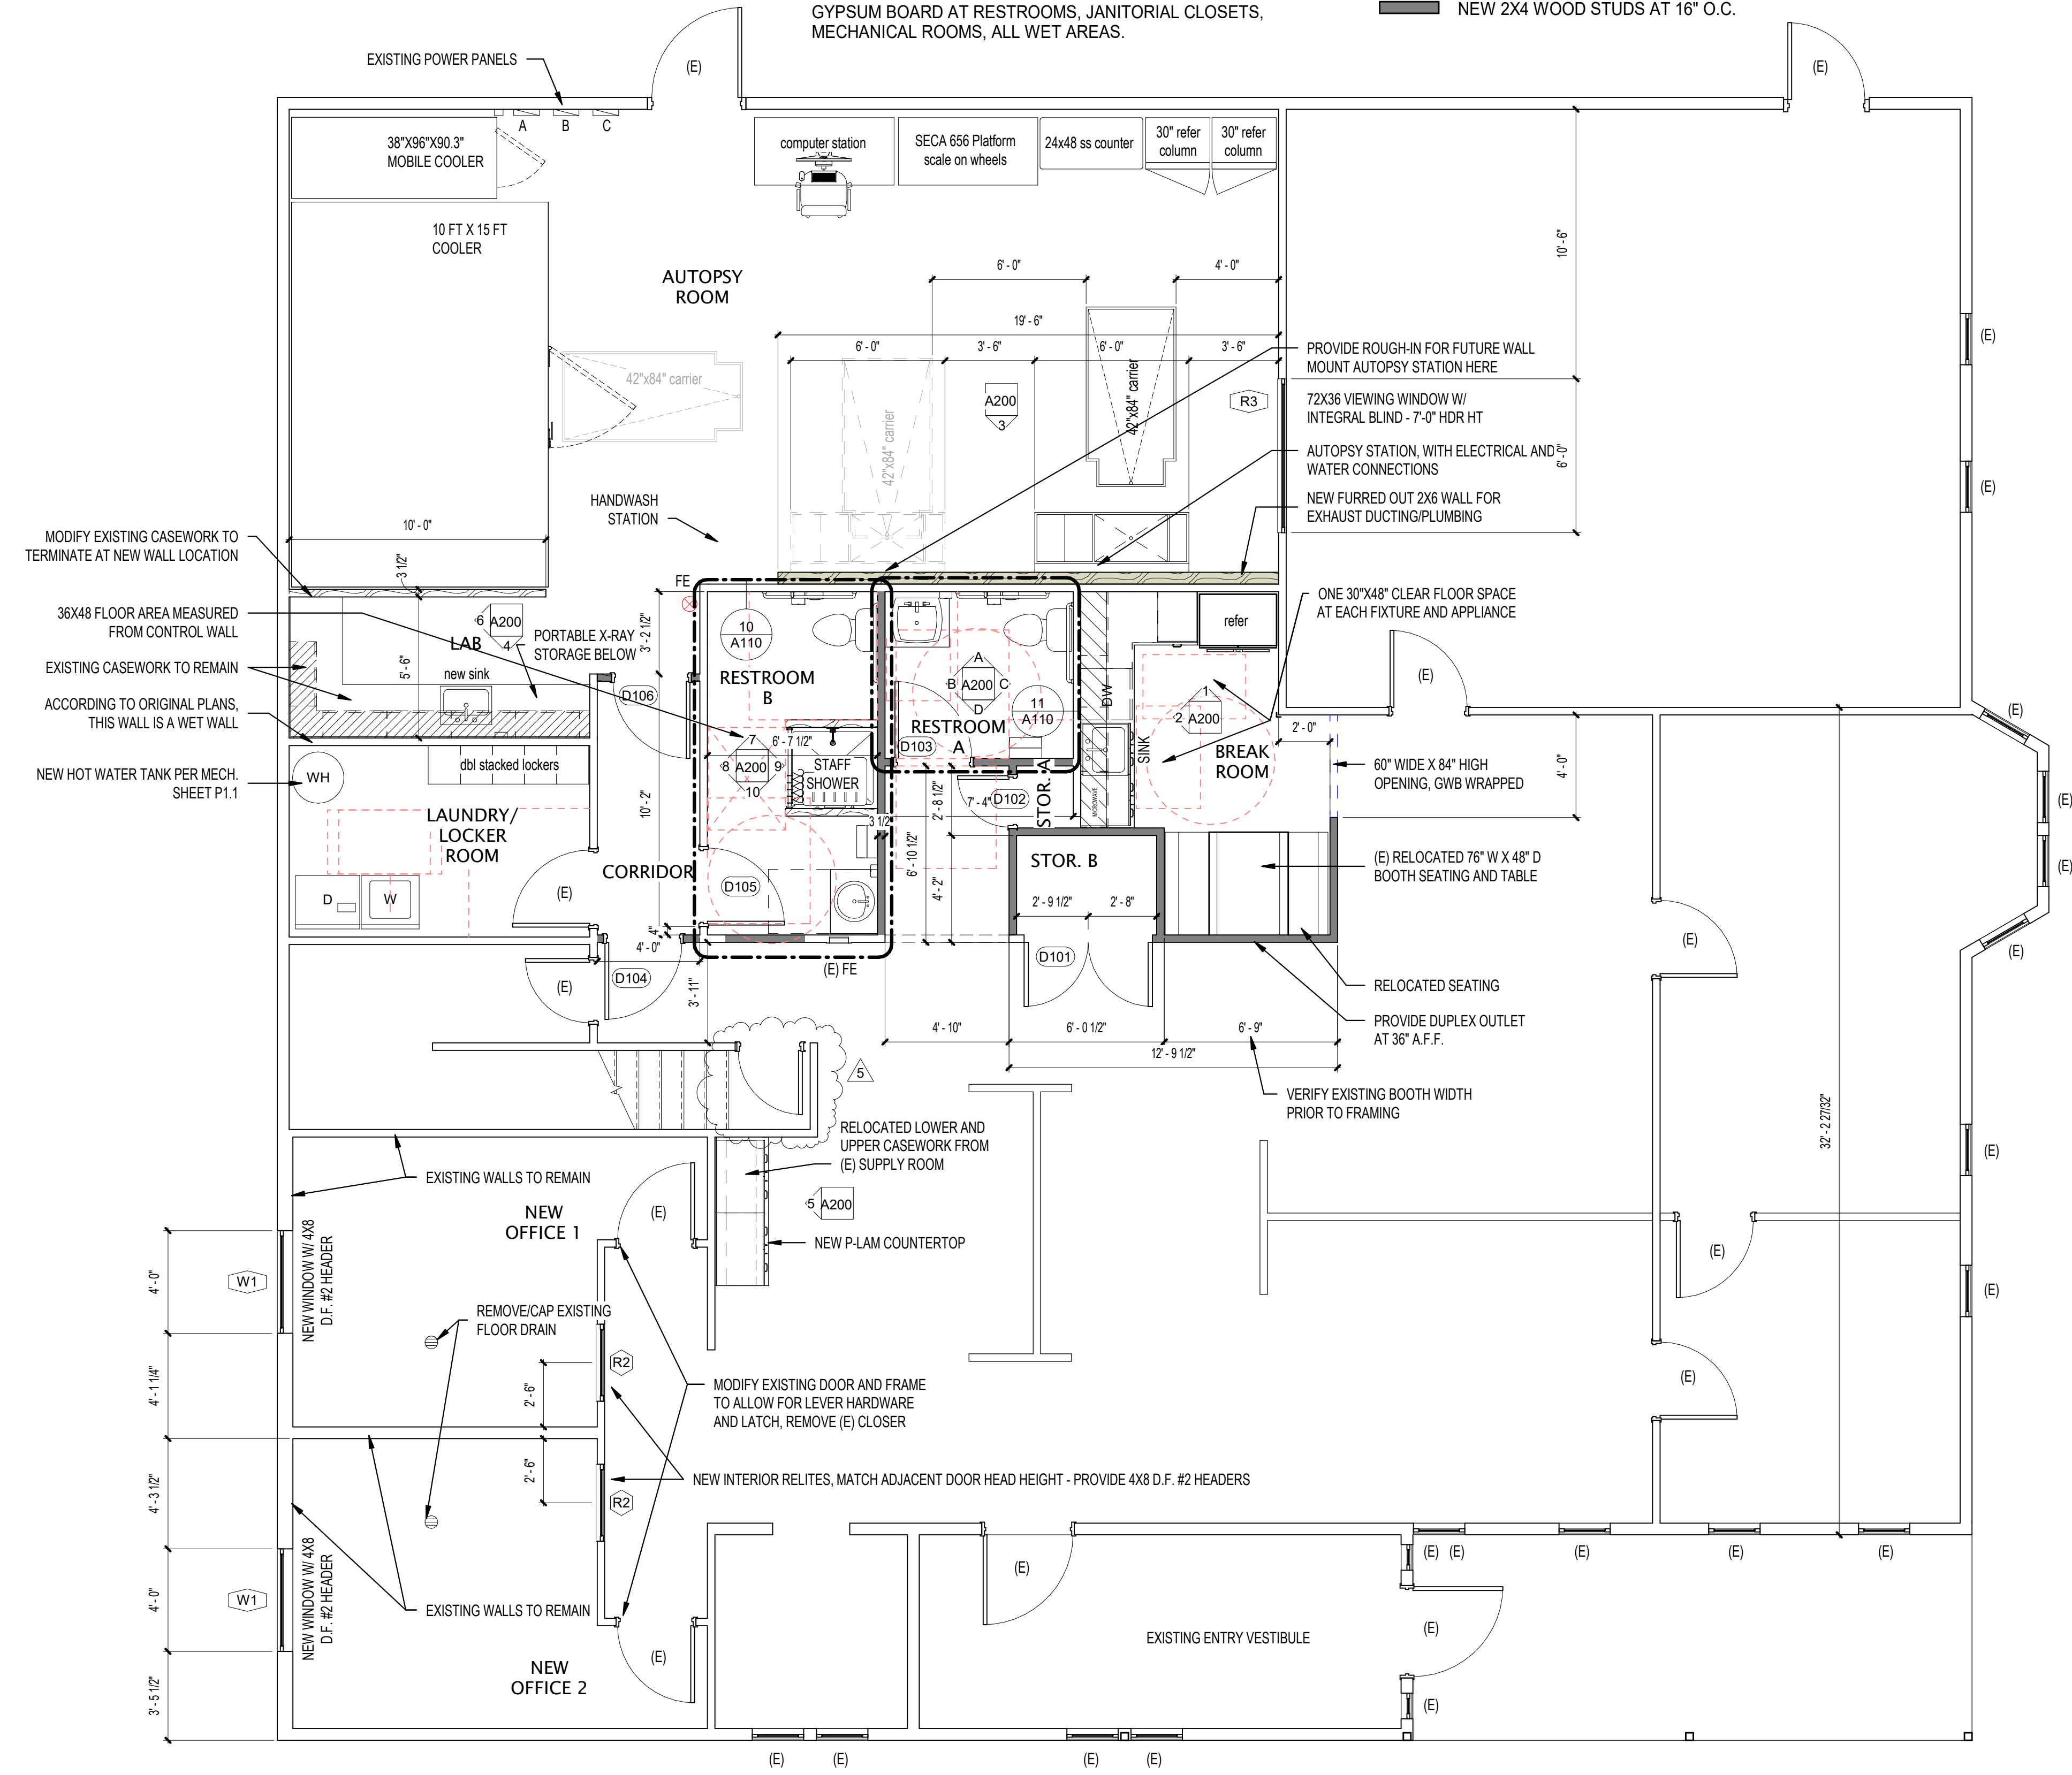 GYPSUM BOARD AT RESTROOMS, JANITORIAL CLOSETS,
MECHANICAL ROOMS, ALL WET AREAS.
NEW 2X4 WOOD STUDS AT 16" O.C.
EXISTING POWER PANELS
(E)
(E)
A
B
C
38"X96"X90.3"
MOBILE COOLER
computer station
SECA 656 Platform
scale on wheels
24x48 ss counter
30" refer
column
30" refer
column
10 FT X 15 FT
COOLER
AUTOPSY
ROOM
6' - 0"
4' - 0"
10' - 6"
19' - 6"
6' - 0"
3' - 6"
6' - 0"
3' - 6"
42"x84" carrier
42"x84" carrier
42"x84" carrier
A200
3
R3
PROVIDE ROUGH-IN FOR FUTURE WALL
MOUNT AUTOPSY STATION HERE
72X36 VIEWING WINDOW W/
INTEGRAL BLIND - 7'-0" HDR HT
AUTOPSY STATION, WITH ELECTRICAL AND
WATER CONNECTIONS
6' - 0"
NEW FURRED OUT 2X6 WALL FOR
EXHAUST DUCTING/PLUMBING
(E)
(E)
HANDWASH
STATION
10' - 0"
3 1/2"
MODIFY EXISTING CASEWORK TO
TERMINATE AT NEW WALL LOCATION
36X48 FLOOR AREA MEASURED
FROM CONTROL WALL
EXISTING CASEWORK TO REMAIN
ACCORDING TO ORIGINAL PLANS,
THIS WALL IS A WET WALL
NEW HOT WATER TANK PER MECH.
SHEET P1.1
FE
6
A200
4
LAB
PORTABLE X-RAY
STORAGE BELOW
5' - 6"
new sink
3' - 2 1/2"
10
A110
RESTROOM
B
D106
A
B
A200
C
D
11
A110
RESTROOM
A
D103
DW
SINK
MICROWAVE
refer
ONE 30"X48" CLEAR FLOOR SPACE
AT EACH FIXTURE AND APPLIANCE
1
2
A200
BREAK
ROOM
(E)
2' - 0"
4' - 0"
60" WIDE X 84" HIGH
OPENING, GWB WRAPPED
(E)
(E)
(E)
(E)
WH
dbl stacked lockers
LAUNDRY/
LOCKER
ROOM
D
W
(E)
CORRIDOR
10' - 2"
7
8
A200
9
10
6' - 7 1/2"
STAFF
SHOWER
3 1/2"
2' - 8 1/2"
7' - 4"
D102
STOR. A
6' - 10 1/2"
4' - 2"
STOR. B
2' - 9 1/2"
2' - 8"
D101
(E) RELOCATED 76" W X 48" D
BOOTH SEATING AND TABLE
D105
4"
4' - 0"
D104
(E)
(E) FE
3' - 11"
(E)
RELOCATED SEATING
PROVIDE DUPLEX OUTLET
AT 36" A.F.F.
4' - 10"
6' - 0 1/2"
6' - 9"
12' - 9 1/2"
5
VERIFY EXISTING BOOTH WIDTH
PRIOR TO FRAMING
32' - 2 27/32"
RELOCATED LOWER AND
UPPER CASEWORK FROM
(E) SUPPLY ROOM
5
A200
NEW P-LAM COUNTERTOP
EXISTING WALLS TO REMAIN
NEW
OFFICE 1
(E)
(E)
(E)
(E)
W1
4' - 0"
NEW WINDOW W/ 4X8
D.F. #2 HEADER
REMOVE/CAP EXISTING
FLOOR DRAIN
4' - 1 1/4"
R2
2' - 6"
MODIFY EXISTING DOOR AND FRAME
TO ALLOW FOR LEVER HARDWARE
AND LATCH, REMOVE (E) CLOSER
(E)
2' - 6"
R2
NEW INTERIOR RELITES, MATCH ADJACENT DOOR HEAD HEIGHT - PROVIDE 4X8 D.F. #2 HEADERS
4' - 3 1/2"
W1
4' - 0"
NEW WINDOW W/ 4X8
D.F. #2 HEADER
EXISTING WALLS TO REMAIN
3' - 5 1/2"
NEW
OFFICE 2
(E)
(E)
EXISTING ENTRY VESTIBULE
(E)
(E)
(E)
(E)
(E)
(E)
(E)
(E)
(E)
(E)
(E)